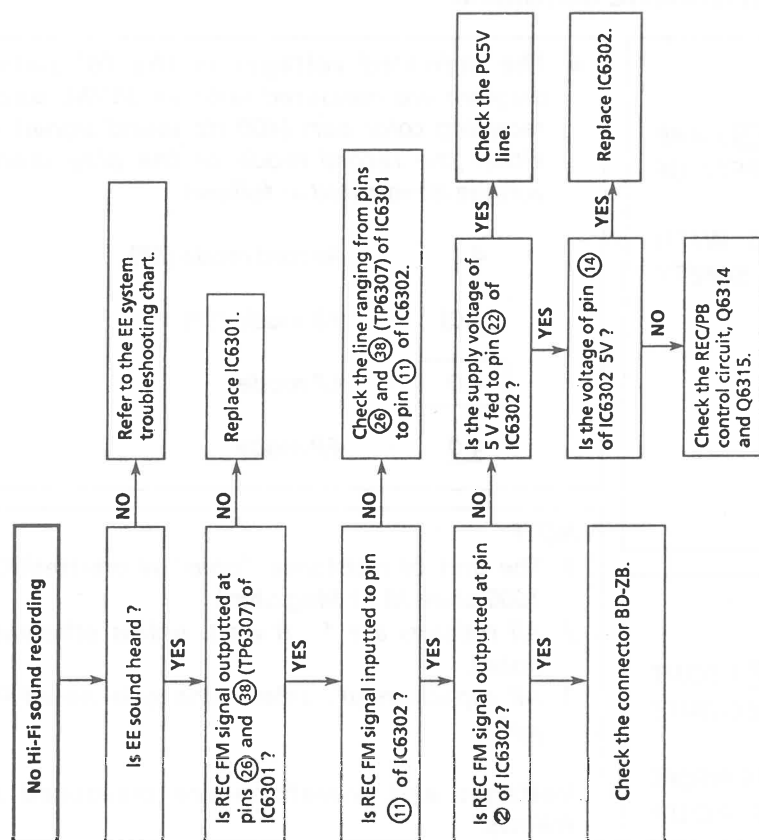 No Hi-Fi sound recording
Is EE sound heard ?
NO
Refer to the EE system
troubleshooting chart.
YES
Is REC FM signal outputted at
pins ㉖ and ㊳ (TP6307) of
IC6301 ?
NO
Replace IC6301.
YES
Is REC FM signal inputted to pin
⑪ of IC6302 ?
NO
Check the line ranging from pins
㉖ and ㊳ (TP6307) of IC6301
to pin ⑪ of IC6302.
YES
Is REC FM signal outputted at pin
② of IC6302 ?
NO
Is the supply voltage of
5 V fed to pin ㉒ of
IC6302 ?
YES
Check the PC5V
line.
YES
Is the voltage of pin ⑭
of IC6302 5V ?
YES
Replace IC6302.
NO
Check the REC/PB
control circuit, Q6314
and Q6315.
YES
Check the connector BD-ZB.